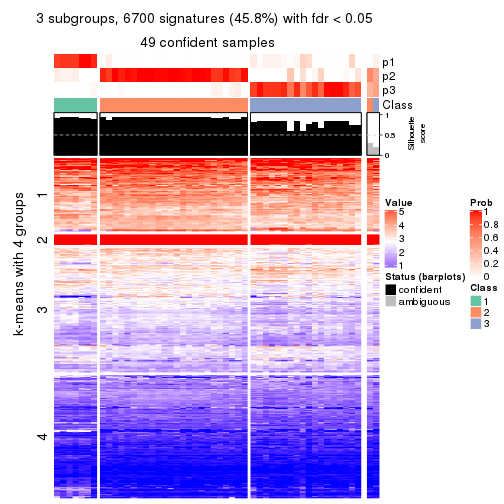 3 subgroups, 6700 signatures (45.8%) with fdr < 0.05
49 confident samples
p1
p2
p3
Class
1
0.5
0
Silhouette
score
k-means with 4 groups
1
2
3
4
Value
5
4
3
2
1
Status (barplots)
confident
ambiguous
Prob
1
0.8
0.6
0.4
0.2
0
Class
1
2
3